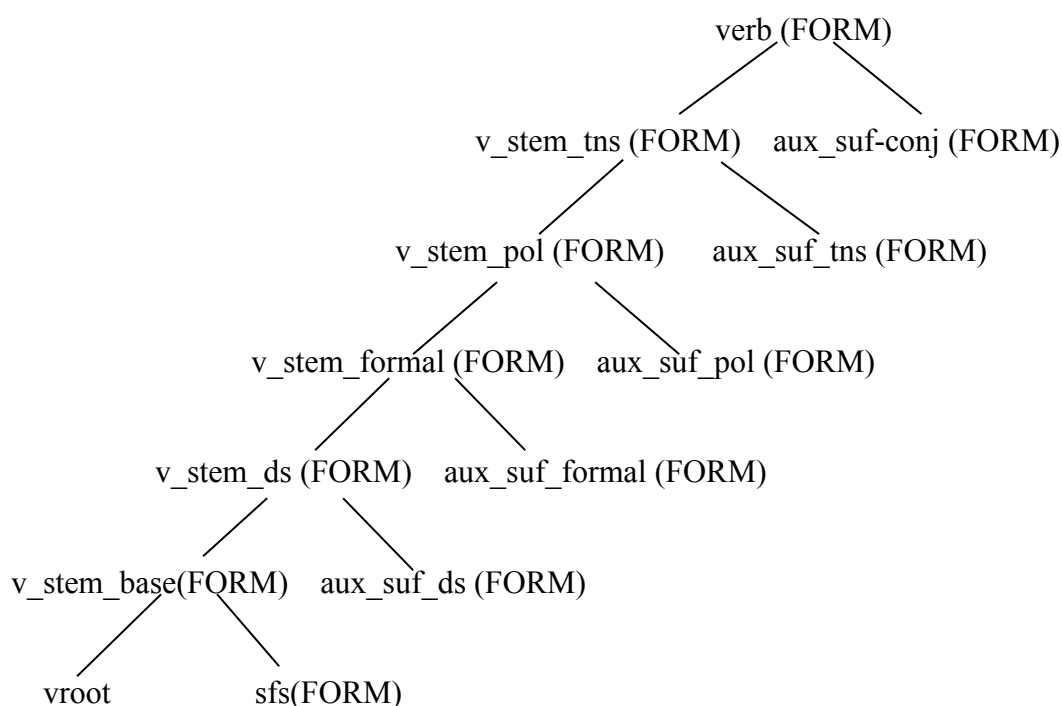 verb (FORM)
v_stem_tns (FORM) aux_suf-conj (FORM)
v_stem_pol (FORM) aux_suf_tns (FORM)
v_stem_formal (FORM) aux_suf_pol (FORM)
v_stem_ds (FORM) aux_suf_formal (FORM)
v_stem_base(FORM) aux_suf_ds (FORM)
vroot sfs(FORM)